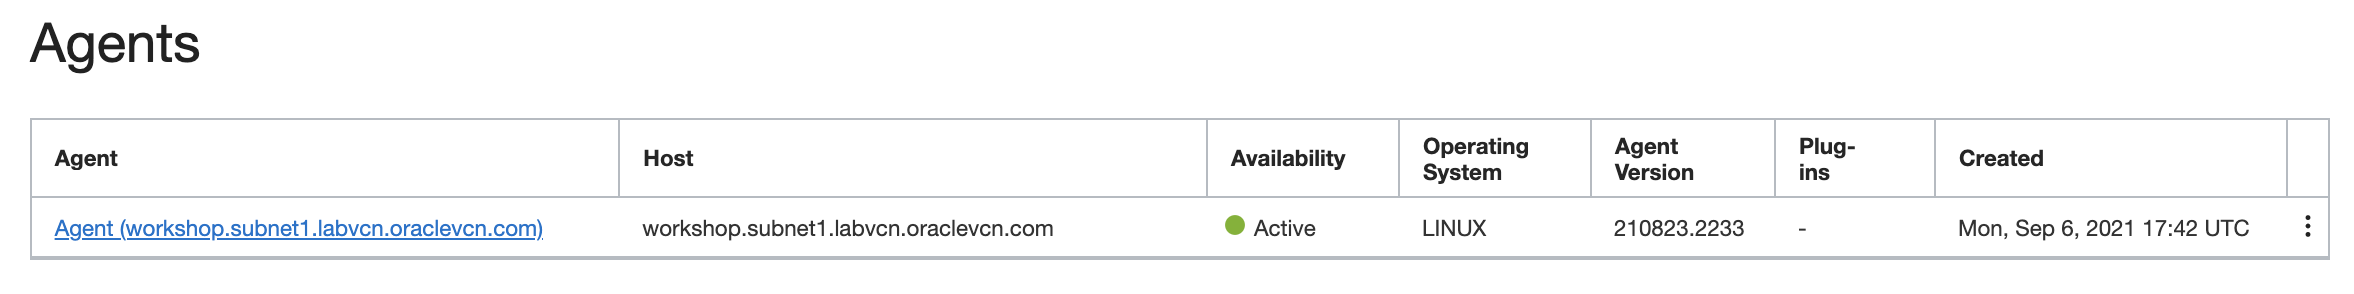 Agents
Agent Host Availability Operating System Agent Version Plug-ins Created
Agent (workshop.subnet1.labvcn.oraclevcn.com) workshop.subnet1.labvcn.oraclevcn.com Active LINUX 210823.2233 - Mon, Sep 6, 2021 17:42 UTC